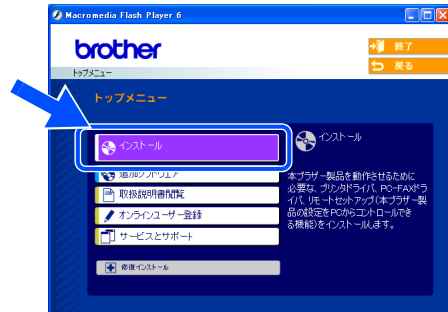 Macromedia Flash Player 6
brother
終了
戻る
トップメニュー
トップメニュー
インストール
追加ソフトウェア
取扱説明書閲覧
オンラインユーザー登録
サービスとサポート
修復インストール
インストール
本ブラザー製品を動作させるために
必要な、プリンタドライバ、PC-FAXドラ
イバ、リモートセットアップ(本ブラザー製
品の設定をPCからコントロールでき
る機能)をインストールします。